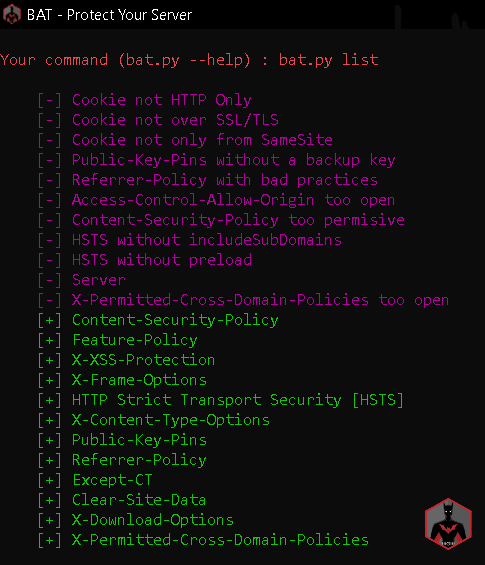 BAT - Protect Your Server
Your command (bat.py --help) : bat.py list
[-] Cookie not HTTP Only
[-] Cookie not over SSL/TLS
[-] Cookie not only from SameSite
[-] Public-Key-Pins without a backup key
[-] Referrer-Policy with bad practices
[-] Access-Control-Allow-Origin too open
[-] Content-Security-Policy too permisive
[-] HSTS without includeSubDomains
[-] HSTS without preload
[-] Server
[-] X-Permitted-Cross-Domain-Policies too open
[+] Content-Security-Policy
[+] Feature-Policy
[+] X-XSS-Protection
[+] X-Frame-Options
[+] HTTP Strict Transport Security [HSTS]
[+] X-Content-Type-Options
[+] Public-Key-Pins
[+] Referrer-Policy
[+] Except-CT
[+] Clear-Site-Data
[+] X-Download-Options
[+] X-Permitted-Cross-Domain-Policies